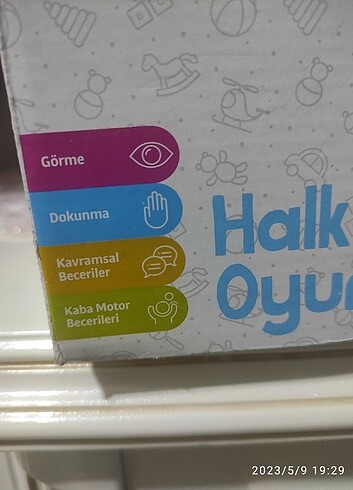 Görme
Dokunma
Kavramsal
Beceriler
Kaba Motor
Becerileri
Halk
Oyu
2023/5/9 19:29